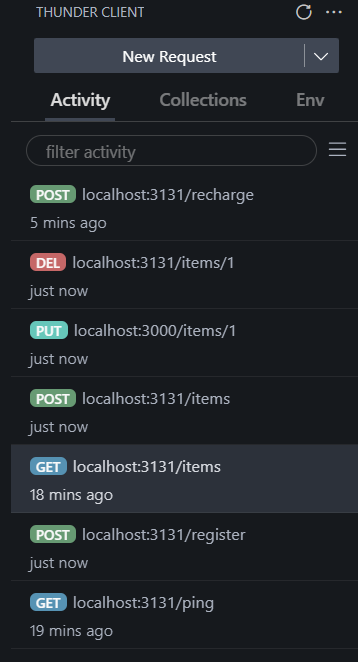 THUNDER CLIENT
New Request
Activity Collections Env
filter activity
POST localhost:3131/recharge
5 mins ago
DEL localhost:3131/items/1
just now
PUT localhost:3000/items/1
just now
POST localhost:3131/items
just now
GET localhost:3131/items
18 mins ago
POST localhost:3131/register
just now
GET localhost:3131/ping
19 mins ago